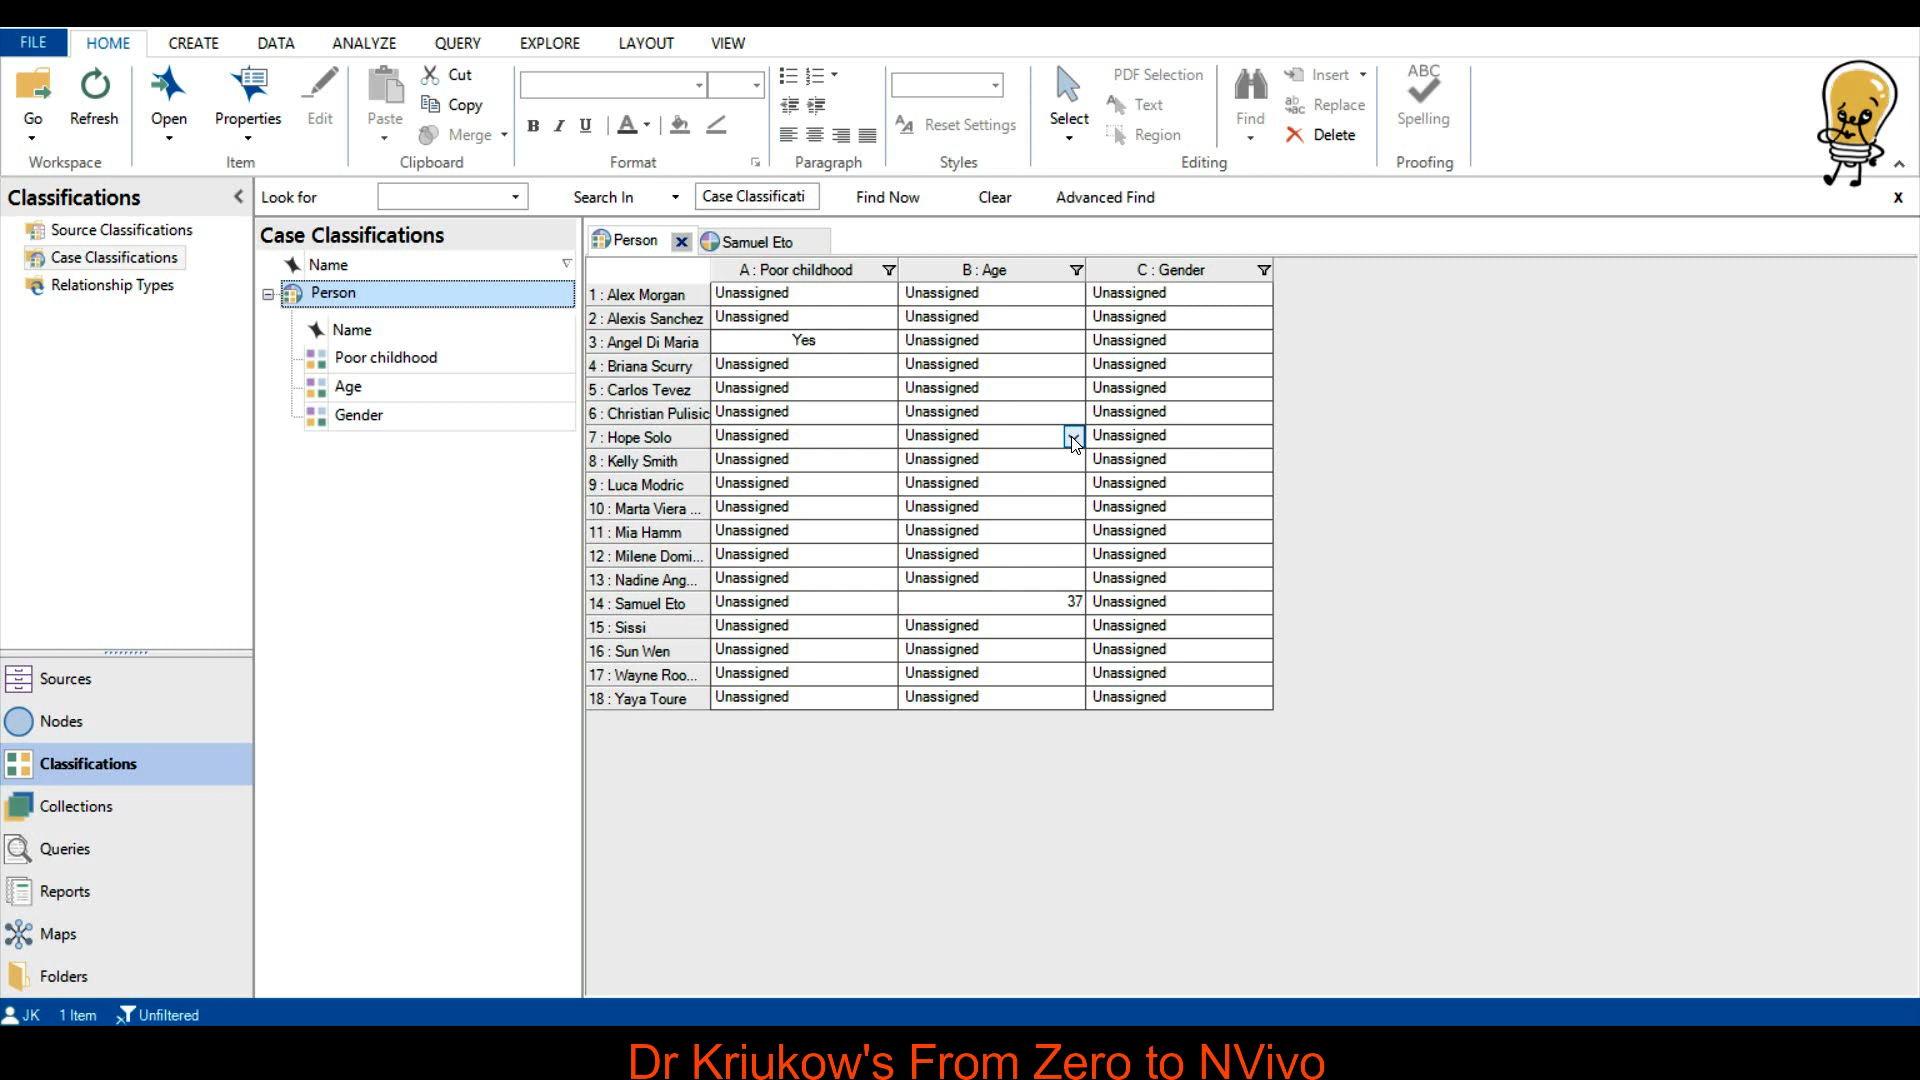 FILE HOME CREATE DATA ANALYZE QUERY EXPLORE LAYOUT VIEW
Go Refresh Open Properties Edit Paste Cut Copy Merge
Workspace Item Clipboard
B I U A Format Paragraph
Reset Settings Styles
Select PDF Selection Text Region
Find Insert Replace Delete Editing
ABC Spelling Proofing
Classifications
Source Classifications
Case Classifications
Relationship Types
Look for Search In Case Classificati Find Now Clear Advanced Find x
Case Classifications
Name
Person
Name
Poor childhood
Age
Gender
Person Samuel Eto
A : Poor childhood B : Age C : Gender
1 : Alex Morgan Unassigned Unassigned Unassigned
2 : Alexis Sanchez Unassigned Unassigned Unassigned
3 : Angel Di Maria Yes Unassigned Unassigned
4 : Briana Scurry Unassigned Unassigned Unassigned
5 : Carlos Tevez Unassigned Unassigned Unassigned
6 : Christian Pulisic Unassigned Unassigned Unassigned
7 : Hope Solo Unassigned Unassigned Unassigned
8 : Kelly Smith Unassigned Unassigned Unassigned
9 : Luca Modric Unassigned Unassigned Unassigned
10 : Marta Viera ... Unassigned Unassigned Unassigned
11 : Mia Hamm Unassigned Unassigned Unassigned
12 : Milene Domi... Unassigned Unassigned Unassigned
13 : Nadine Ang... Unassigned Unassigned Unassigned
14 : Samuel Eto Unassigned 37 Unassigned
15 : Sissi Unassigned Unassigned Unassigned
16 : Sun Wen Unassigned Unassigned Unassigned
17 : Wayne Roo... Unassigned Unassigned Unassigned
18 : Yaya Toure Unassigned Unassigned Unassigned
Sources
Nodes
Classifications
Collections
Queries
Reports
Maps
Folders
JK 1 Item Unfiltered
Dr Kriukow's From Zero to NVivo